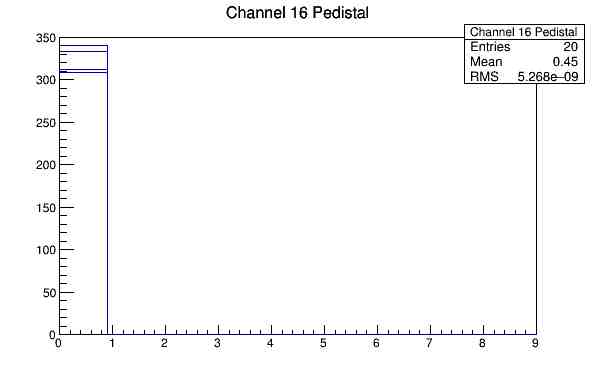 Channel 16 Pedistal
Channel 16 Pedistal
Entries 20
Mean 0.45
RMS 5.268e−09
350
300
250
200
150
100
50
0
0 1 2 3 4 5 6 7 8 9